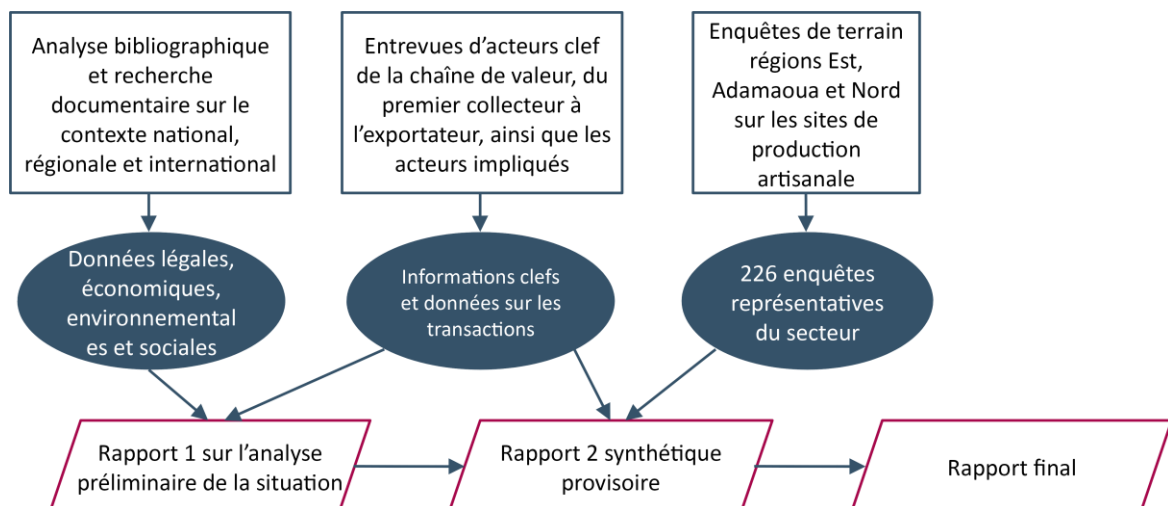 Analyse bibliographique
et recherche
documentaire sur le
contexte national,
régionale et international
Entrevues d’acteurs clef
de la chaîne de valeur, du
premier collecteur à
l’exportateur, ainsi que les
acteurs impliqués
Enquêtes de terrain
régions Est,
Adamaoua et Nord
sur les sites de
production
artisanale
Données légales,
économiques,
environnemental
es et sociales
Informations clefs
et données sur les
transactions
226 enquêtes
représentatives
du secteur
Rapport 1 sur l’analyse
préliminaire de la situation
Rapport 2 synthétique
provisoire
Rapport final